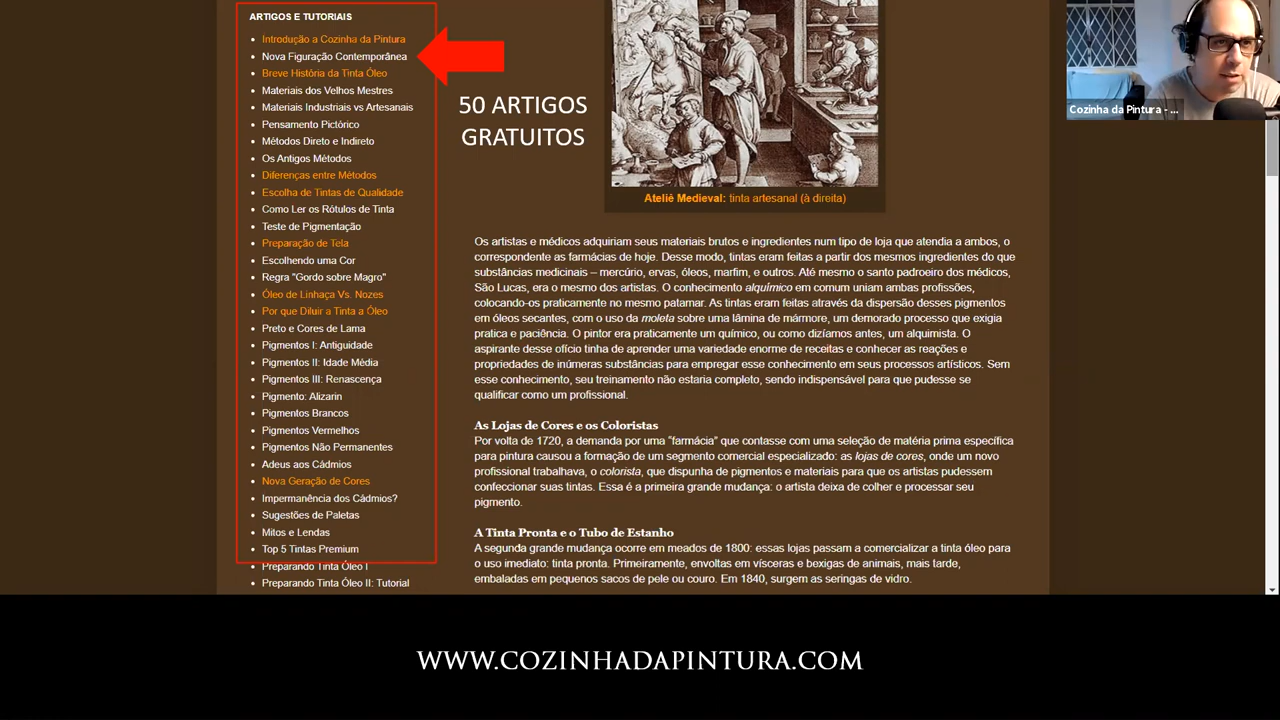 ARTIGOS E TUTORIAIS
Introdução a Cozinha da Pintura
Nova Figuração Contemporânea
Breve História da Tinta Óleo
Materiais dos Velhos Mestres
Materiais Industriais vs Artesanais
Pensamento Pictórico
Métodos Direto e Indireto
Os Antigos Métodos
Diferenças entre Métodos
Escolha de Tintas de Qualidade
Como Ler os Rótulos de Tinta
Teste de Pigmentação
Preparação de Tela
Escolhendo uma Cor
Regra "Gordo sobre Magro"
Óleo de Linhaça Vs. Nozes
Por que Diluir a Tinta a Óleo
Preto e Cores de Lama
Pigmentos I: Antiguidade
Pigmentos II: Idade Média
Pigmentos III: Renascença
Pigmento: Alizarin
Pigmentos Brancos
Pigmentos Vermelhos
Pigmentos Não Permanentes
Adeus aos Cádmios
Nova Geração de Cores
Impermanência dos Cádmios?
Sugestões de Paletas
Mitos e Lendas
Top 5 Tintas Premium
Preparando Tinta Óleo I
Preparando Tinta Óleo II: Tutorial
50 ARTIGOS
GRATUITOS
Ateliê Medieval: tinta artesanal (à direita)
Os artistas e médicos adquiriam seus materiais brutos e ingredientes num tipo de loja que atendia a ambos, o
correspondente as farmácias de hoje. Desse modo, tintas eram feitas a partir dos mesmos ingredientes do que
substâncias medicinais – mercúrio, ervas, óleos, marfim, e outros. Até mesmo o santo padroeiro dos médicos,
São Lucas, era o mesmo dos artistas. O conhecimento alquímico em comum uniam ambas profissões,
colocando-os praticamente no mesmo patamar. As tintas eram feitas através da dispersão desses pigmentos
em óleos secantes, com o uso da moleta sobre uma lâmina de mármore, um demorado processo que exigia
pratica e paciência. O pintor era praticamente um químico, ou como dizíamos antes, um alquimista. O
aspirante desse ofício tinha de aprender uma variedade enorme de receitas e conhecer as reações e
propriedades de inúmeras substâncias para empregar esse conhecimento em seus processos artísticos. Sem
esse conhecimento, seu treinamento não estaria completo, sendo indispensável para que pudesse se
qualificar como um profissional.
As Lojas de Cores e os Coloristas
Por volta de 1720, a demanda por uma "farmácia" que contasse com uma seleção de matéria prima específica
para pintura causou a formação de um segmento comercial especializado: as lojas de cores, onde um novo
profissional trabalhava, o colorista, que dispunha de pigmentos e materiais para que os artistas pudessem
confeccionar suas tintas. Essa é a primeira grande mudança: o artista deixa de colher e processar seu
pigmento.
A Tinta Pronta e o Tubo de Estanho
A segunda grande mudança ocorre em meados de 1800: essas lojas passam a comercializar a tinta óleo para
o uso imediato: tinta pronta. Primeiramente, envoltas em vísceras e bexigas de animais, mais tarde,
embaladas em pequenos sacos de pele ou couro. Em 1840, surgem as seringas de vidro.
Cozinha da Pintura - ...
WWW.COZINHADAPINTURA.COM